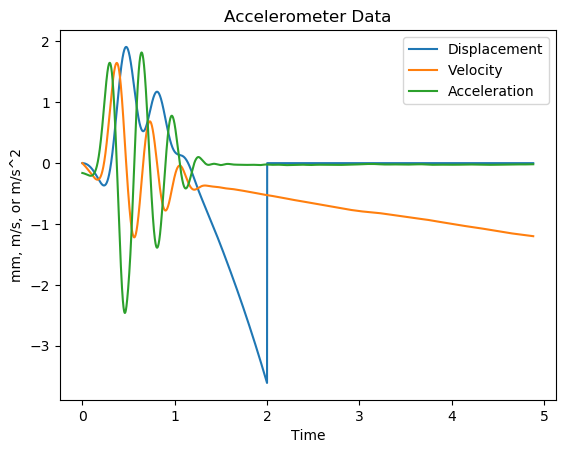 Accelerometer Data
Displacement
Velocity
Acceleration
mm, m/s, or m/s^2
2
1
0
−1
−2
−3
0 1 2 3 4 5
Time